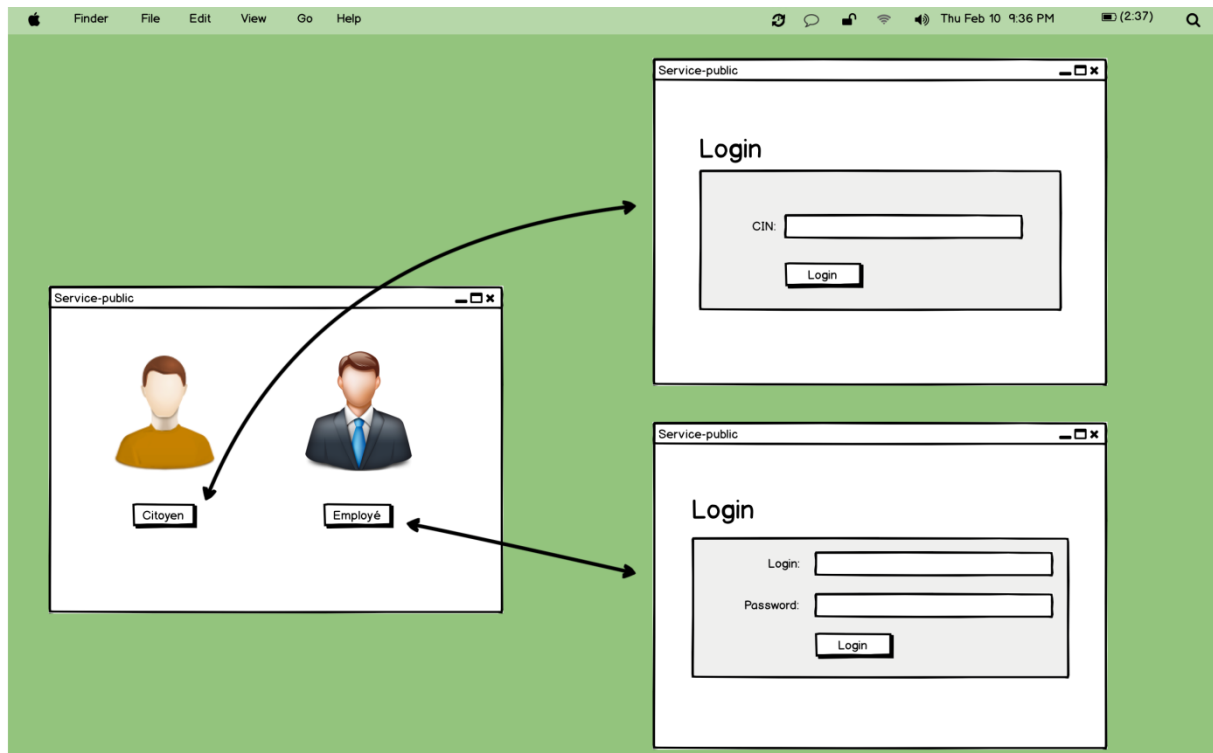 Finder File Edit View Go Help Thu Feb 10 9:36 PM (2:37)
Service-public
Login
CIN:
Login
Service-public
Citoyen Employé
Service-public
Login
Login:
Password:
Login